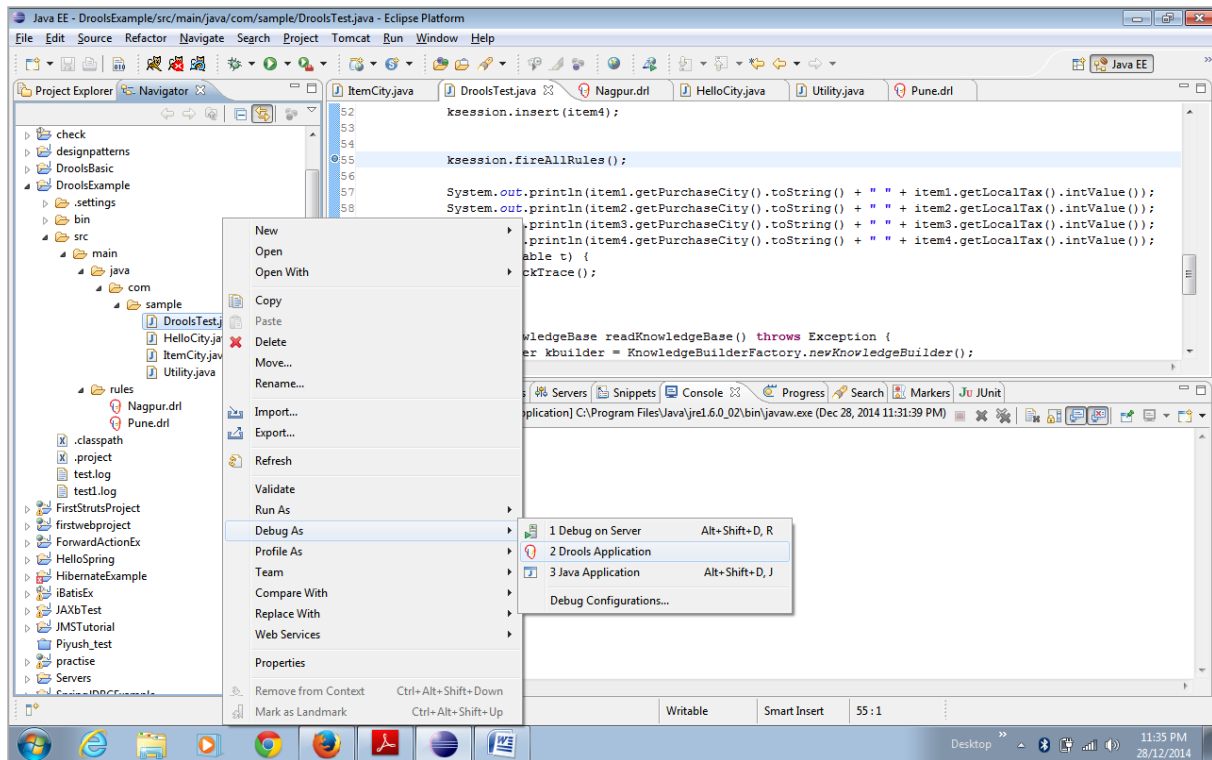 Java EE - DroolsExample/src/main/java/com/sample/DroolsTest.java - Eclipse Platform
File Edit Source Refactor Navigate Search Project Tomcat Run Window Help
Java EE
Project Explorer Navigator
ItemCity.java DroolsTest.java Nagpur.drl HelloCity.java Utility.java Pune.drl
check
designpatterns
DroolsBasic
DroolsExample
.settings
bin
src
main
java
com
sample
DroolsTest.j
HelloCity.ja
ItemCity.jav
Utility.java
rules
Nagpur.drl
Pune.drl
.classpath
.project
test.log
test1.log
FirstStrutsProject
firstwebproject
ForwardActionEx
HelloSpring
HibernateExample
iBatisEx
JAXbTest
JMSTutorial
Piyush_test
practise
Servers
52 ksession.insert(item4);
53
54
55 ksession.fireAllRules();
56
57 System.out.println(item1.getPurchaseCity().toString() + " " + item1.getLocalTax().intValue());
58 System.out.println(item2.getPurchaseCity().toString() + " " + item2.getLocalTax().intValue());
.println(item3.getPurchaseCity().toString() + " " + item3.getLocalTax().intValue());
.println(item4.getPurchaseCity().toString() + " " + item4.getLocalTax().intValue());
able t) {
ckTrace();
wledgeBase readKnowledgeBase() throws Exception {
er kbuilder = KnowledgeBuilderFactory.newKnowledgeBuilder();
New
Open
Open With
Copy
Paste
Delete
Move...
Rename...
Import...
Export...
Refresh
Validate
Run As
Debug As
Profile As
Team
Compare With
Replace With
Web Services
Properties
Remove from Context Ctrl+Alt+Shift+Down
Mark as Landmark Ctrl+Alt+Shift+Up
1 Debug on Server Alt+Shift+D, R
2 Drools Application
3 Java Application Alt+Shift+D, J
Debug Configurations...
s Servers Snippets Console Progress Search Markers JUnit
pplication] C:\Program Files\Java\jre1.6.0_02\bin\javaw.exe (Dec 28, 2014 11:31:39 PM)
Writable Smart Insert 55 : 1
Desktop
11:35 PM
28/12/2014